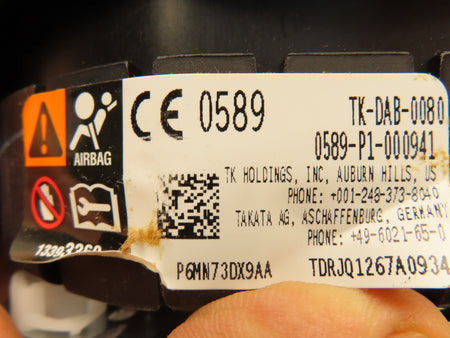 AIRBAG
CE 0589
TK-DAB-0080
0589-P1-000941
TK HOLDINGS, INC, AUBURN HILLS, US
PHONE: +001-248-373-8040
TAKATA AG, ASCHAFFENBURG, GERMANY
PHONE: +49-6021-65-0
P6MN73DX9AA
TDRJQ1267A0934